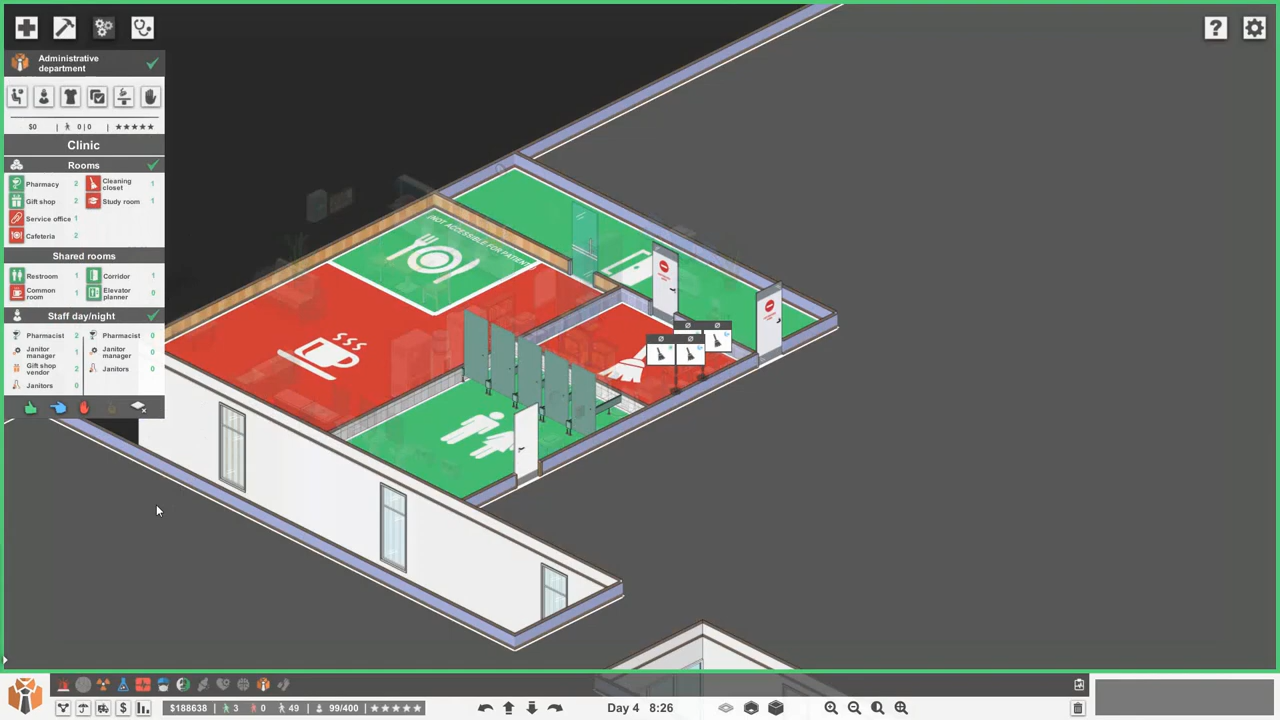 Administrative
department
$0 | 0|0 | ★★★★★
Clinic
Rooms
Pharmacy 2
Cleaning closet 1
Gift shop 2
Study room 1
Service office 1
Cafeteria 2
Shared rooms
Restroom 1
Corridor 1
Common room 1
Elevator planner 0
Staff day/night
Pharmacist 2
Pharmacist 0
Janitor manager 1
Janitor manager 0
Gift shop vendor 2
Janitors 0
Janitors 0
(NOT ACCESSIBLE FOR PATIENTS)
?
$
$188638 | 3 0 | 49 99/400 | ★★★★★
Day 4 8:26